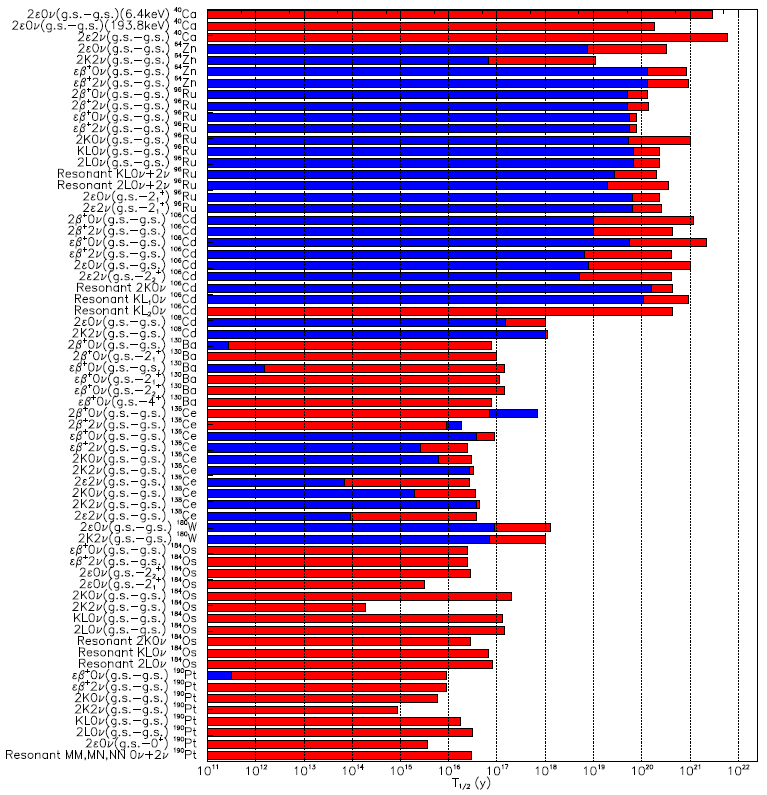 2ε0ν(g.s.−g.s.)(6.4keV) ⁴⁰Ca
2ε0ν(g.s.−g.s.)(193.8keV) ⁴⁰Ca
2ε2ν(g.s.−g.s.) ⁴⁰Ca
2ε0ν(g.s.−g.s.) ⁶⁴Zn
2K2ν(g.s.−g.s.) ⁶⁴Zn
εβ⁺0ν(g.s.−g.s.) ⁶⁴Zn
εβ⁺2ν(g.s.−g.s.) ⁶⁴Zn
2β⁺0ν(g.s.−g.s.) ⁹⁶Ru
2β⁺2ν(g.s.−g.s.) ⁹⁶Ru
εβ⁺0ν(g.s.−g.s.) ⁹⁶Ru
εβ⁺2ν(g.s.−g.s.) ⁹⁶Ru
2K0ν(g.s.−g.s.) ⁹⁶Ru
KL0ν(g.s.−g.s.) ⁹⁶Ru
2L0ν(g.s.−g.s.) ⁹⁶Ru
Resonant KL0ν+2ν ⁹⁶Ru
Resonant 2L0ν+2ν ⁹⁶Ru
2ε0ν(g.s.−2₁⁺) ⁹⁶Ru
2ε2ν(g.s.−2₁⁺) ⁹⁶Ru
2β⁺0ν(g.s.−g.s.) ¹⁰⁶Cd
2β⁺2ν(g.s.−g.s.) ¹⁰⁶Cd
εβ⁺0ν(g.s.−g.s.) ¹⁰⁶Cd
εβ⁺2ν(g.s.−g.s.) ¹⁰⁶Cd
2ε0ν(g.s.−g.s.) ¹⁰⁶Cd
2ε2ν(g.s.−g.s.) ¹⁰⁶Cd
Resonant 2K0ν ¹⁰⁶Cd
Resonant KL₁0ν ¹⁰⁶Cd
Resonant KL₃0ν ¹⁰⁶Cd
2ε0ν(g.s.−g.s.) ¹⁰⁸Cd
2K2ν(g.s.−g.s.) ¹⁰⁸Cd
2β⁺0ν(g.s.−g.s.) ¹³⁰Ba
2β⁺0ν(g.s.−2₁⁺) ¹³⁰Ba
εβ⁺0ν(g.s.−g.s.) ¹³⁰Ba
εβ⁺0ν(g.s.−2₁⁺) ¹³⁰Ba
εβ⁺0ν(g.s.−2₂⁺) ¹³⁰Ba
εβ⁺0ν(g.s.−4⁺) ¹³⁰Ba
2β⁺0ν(g.s.−g.s.) ¹³⁶Ce
2β⁺2ν(g.s.−g.s.) ¹³⁶Ce
εβ⁺0ν(g.s.−g.s.) ¹³⁶Ce
εβ⁺2ν(g.s.−g.s.) ¹³⁶Ce
2K0ν(g.s.−g.s.) ¹³⁶Ce
2K2ν(g.s.−g.s.) ¹³⁶Ce
2ε2ν(g.s.−g.s.) ¹³⁶Ce
2K0ν(g.s.−g.s.) ¹³⁸Ce
2K2ν(g.s.−g.s.) ¹³⁸Ce
2ε2ν(g.s.−g.s.) ¹³⁸Ce
2ε0ν(g.s.−g.s.) ¹⁸⁰W
2K2ν(g.s.−g.s.) ¹⁸⁰W
εβ⁺0ν(g.s.−g.s.) ¹⁸⁴Os
εβ⁺2ν(g.s.−g.s.) ¹⁸⁴Os
2ε0ν(g.s.−2₂⁺) ¹⁸⁴Os
2ε0ν(g.s.−2₁⁺) ¹⁸⁴Os
2K0ν(g.s.−g.s.) ¹⁸⁴Os
2K2ν(g.s.−g.s.) ¹⁸⁴Os
KL0ν(g.s.−g.s.) ¹⁸⁴Os
2L0ν(g.s.−g.s.) ¹⁸⁴Os
Resonant 2K0ν ¹⁸⁴Os
Resonant KL0ν ¹⁸⁴Os
Resonant 2L0ν ¹⁸⁴Os
εβ⁺0ν(g.s.−g.s.) ¹⁹⁰Pt
εβ⁺2ν(g.s.−g.s.) ¹⁹⁰Pt
2K0ν(g.s.−g.s.) ¹⁹⁰Pt
2K2ν(g.s.−g.s.) ¹⁹⁰Pt
KL0ν(g.s.−g.s.) ¹⁹⁰Pt
2L0ν(g.s.−g.s.) ¹⁹⁰Pt
2ε0ν(g.s.−0⁺) ¹⁹⁰Pt
Resonant MM,MN,NN 0ν+2ν ¹⁹⁰Pt
10¹¹ 10¹² 10¹³ 10¹⁴ 10¹⁵ 10¹⁶ 10¹⁷ 10¹⁸ 10¹⁹ 10²⁰ 10²¹ 10²²
T₁/₂ (y)